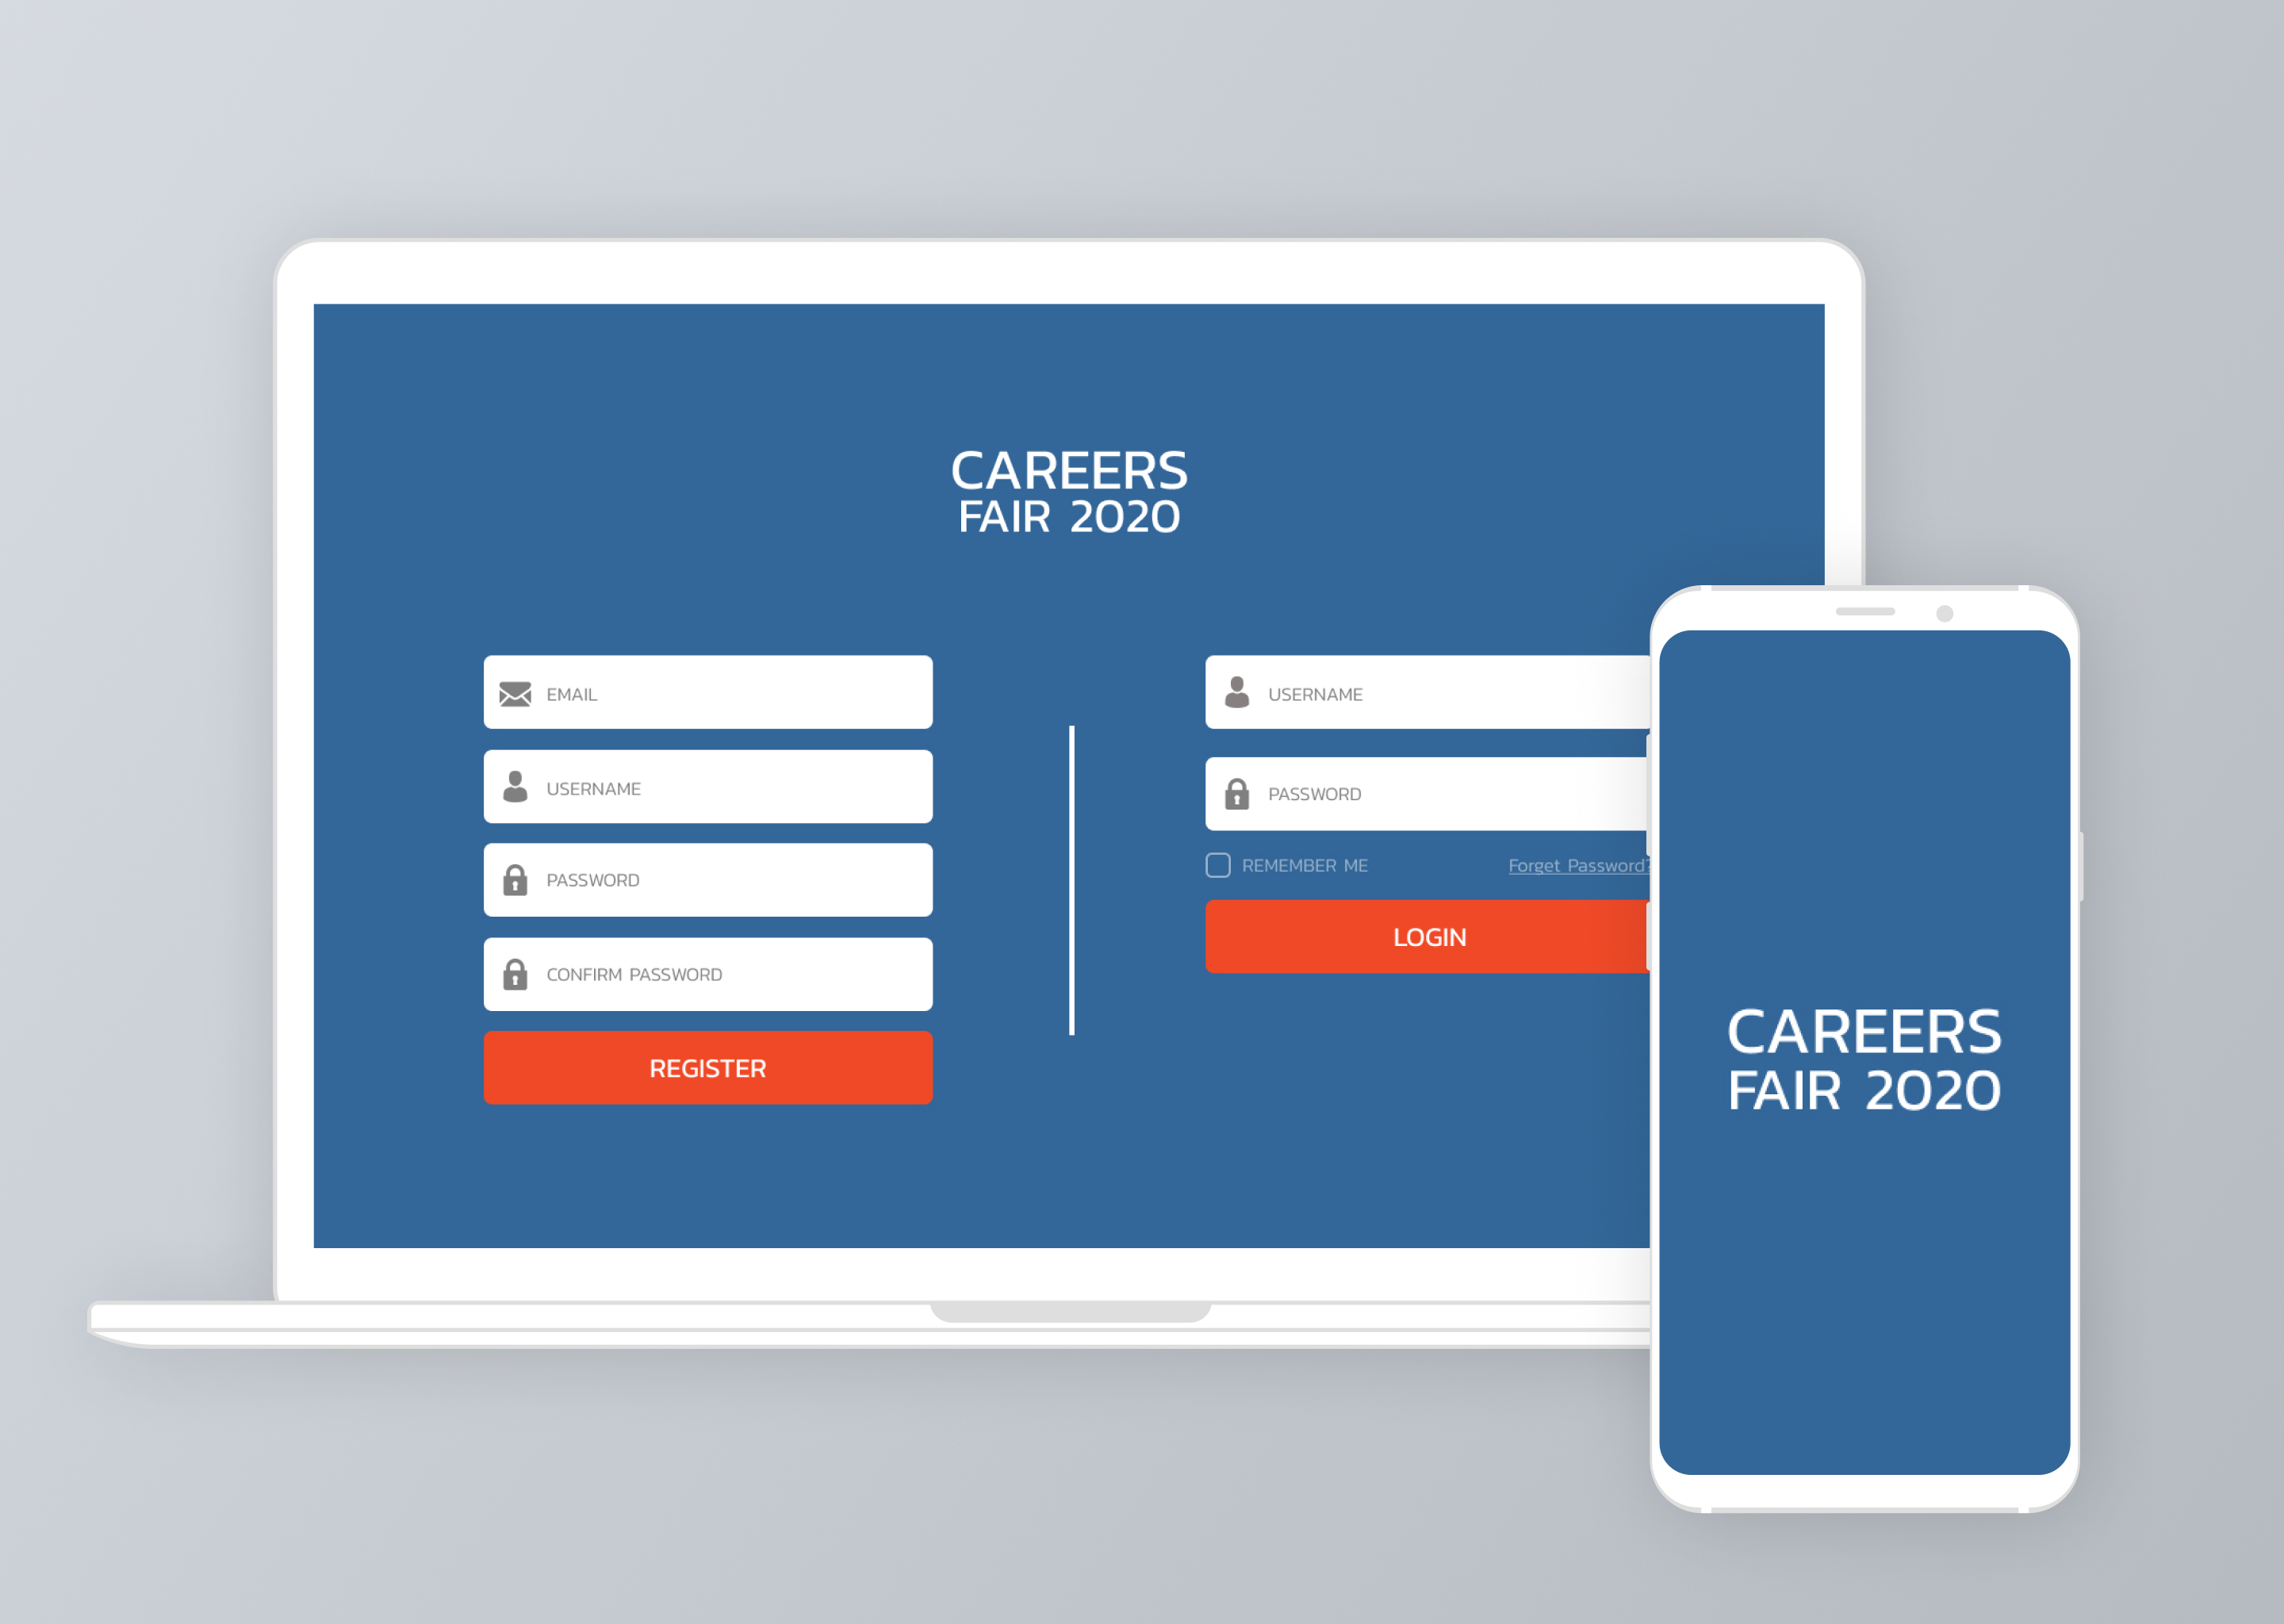 CAREERS
FAIR 2020
EMAIL
USERNAME
PASSWORD
CONFIRM PASSWORD
REGISTER
USERNAME
PASSWORD
REMEMBER ME
Forget Password?
LOGIN
CAREERS
FAIR 2020